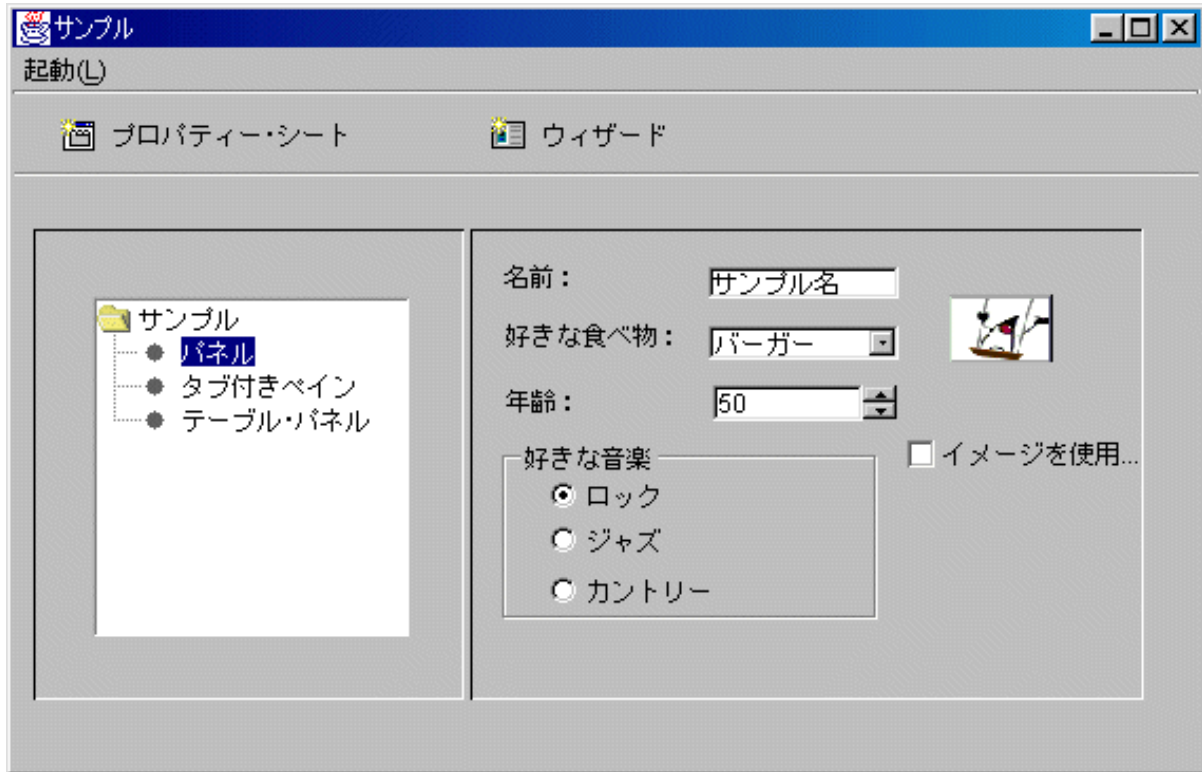 サンプル
起動(L)
プロパティー・シート
ウィザード
サンプル
パネル
タブ付きペイン
テーブル・パネル
名前：
サンプル名
好きな食べ物：
バーガー
年齢：
50
好きな音楽
ロック
ジャズ
カントリー
イメージを使用...